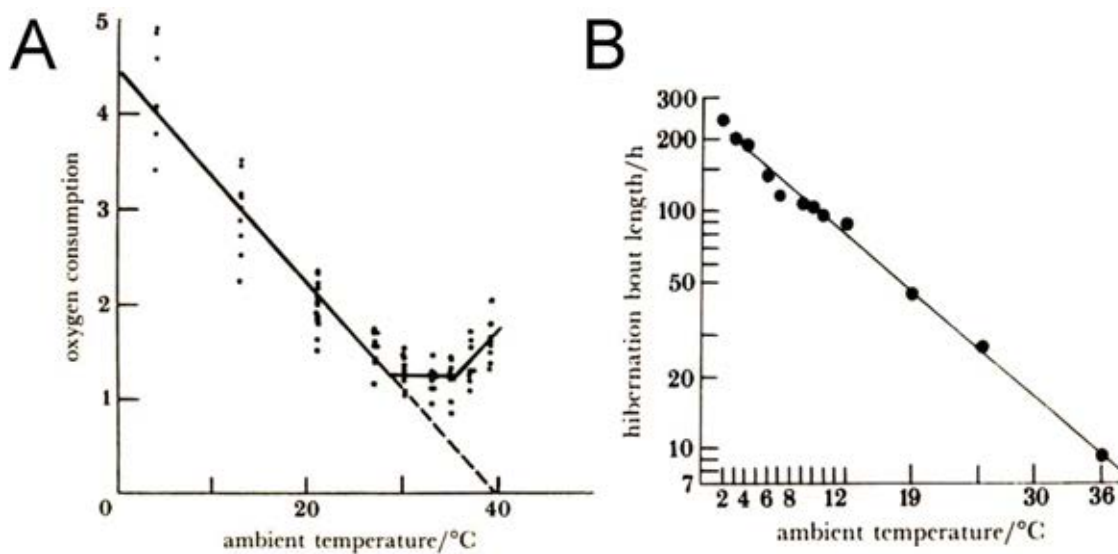 A
5
4
3
2
1
0
oxygen consumption
20
40
ambient temperature/°C
B
300
200
100
50
20
10
7
hibernation bout length/h
2 4 6 8 12 19 30 36
ambient temperature/°C